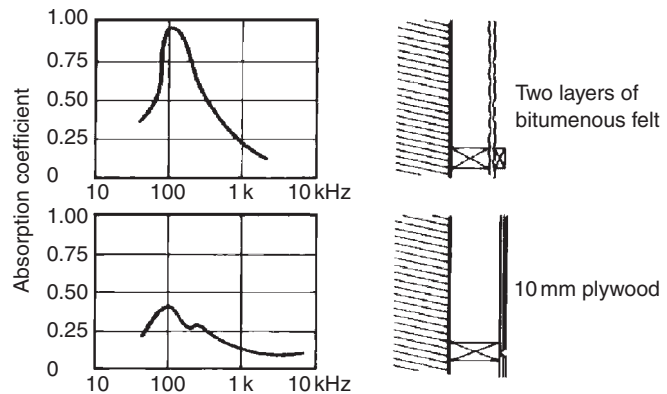 Absorption coefficient
1.00
0.75
0.50
0.25
0
10 100 1 k 10 kHz
Two layers of
bitumenous felt
1.00
0.75
0.50
0.25
0
10 100 1 k 10 kHz
10 mm plywood